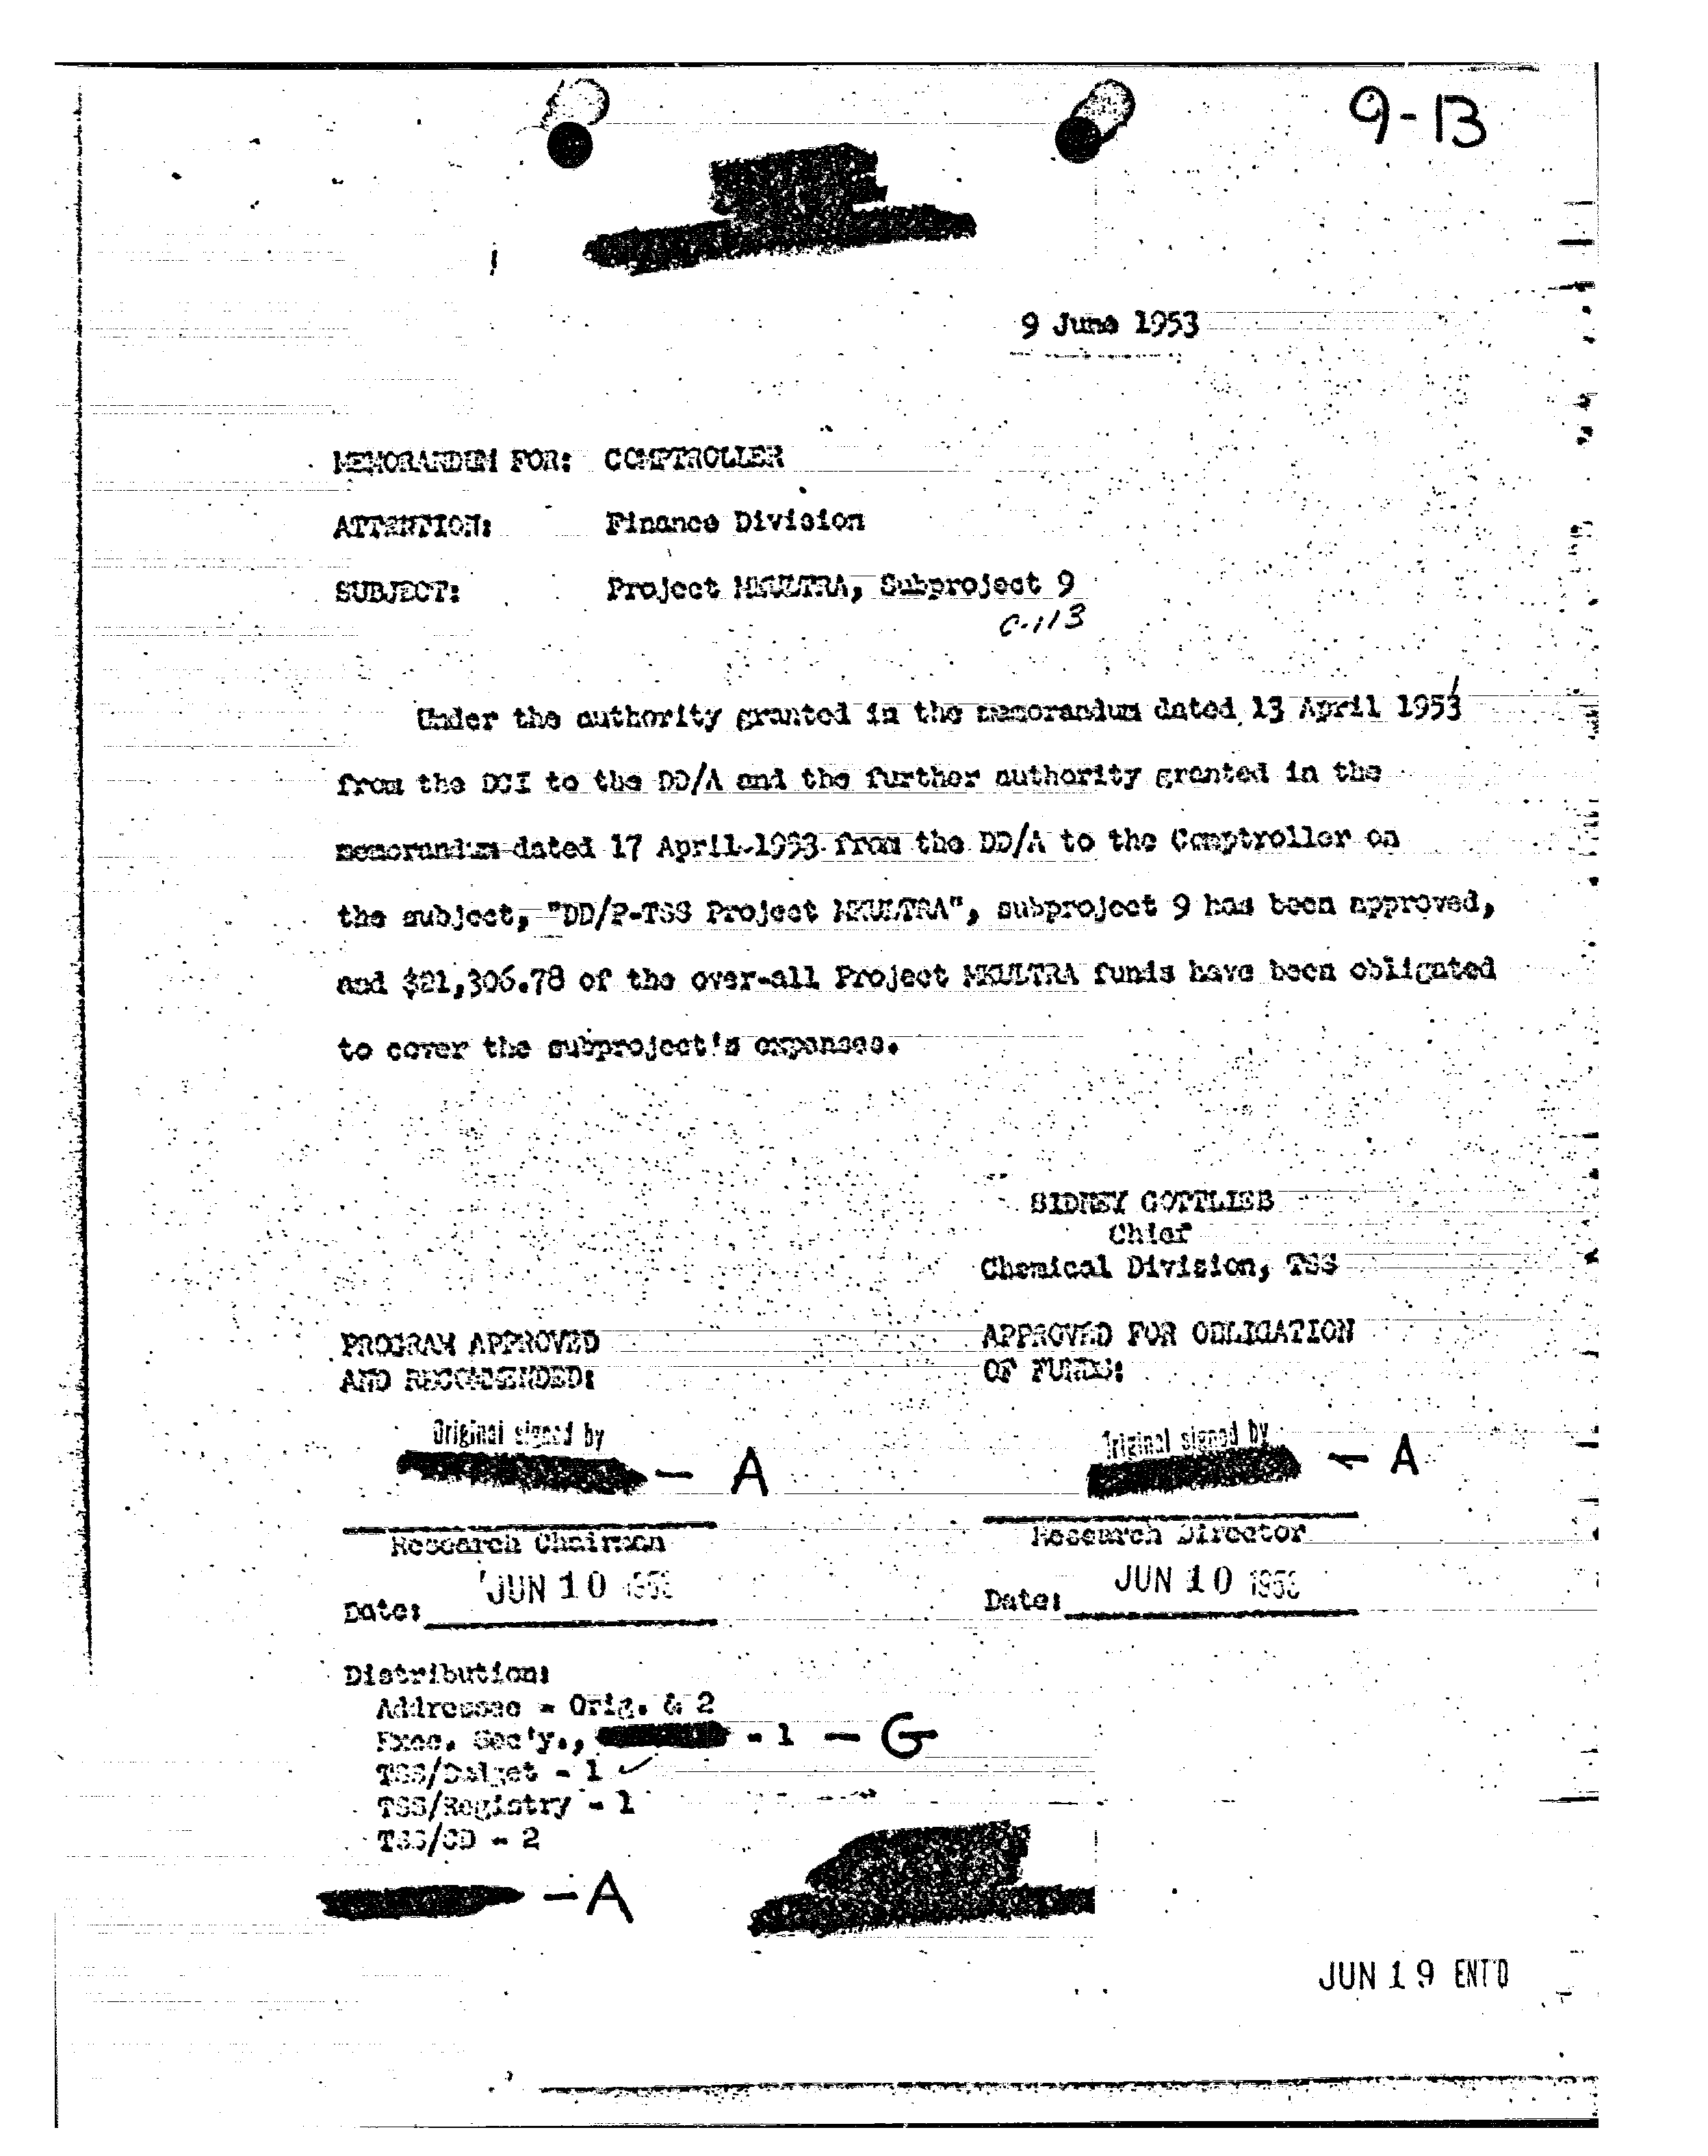 9-13
9 June 1953
MEMORANDUM FOR: COMPTROLLER
ATTENTION: Finance Division
SUBJECT: Project MKULTRA, Subproject 9
Under the authority granted in the memorandum dated 13 April 1953
from the DCI to the DD/A and the further authority granted in the
memorandum dated 17 April 1953 from the DD/A to the Comptroller on
the subject, "DD/P-TSS Project MKULTRA", subproject 9 has been approved,
and $21,306.78 of the over-all Project MKULTRA funds have been obligated
to cover the subproject's expenses.
SIDNEY GOTTLIEB
Chief
Chemical Division, TSS
PROGRAM APPROVED
AND RECOMMENDED:
APPROVED FOR OBLIGATION
OF FUNDS:
Original signed by
- A
Original signed by
- A
Research Chairman
Research Director
Date: JUN 10 1953
Date: JUN 10 1953
Distribution:
Addressee - Orig. & 2
Exec. Sec'y., - 1 - G
TSS/Budget - 1 ✓
TSS/Registry - 1
TSS/CD - 2
- A
JUN 19 ENT'D